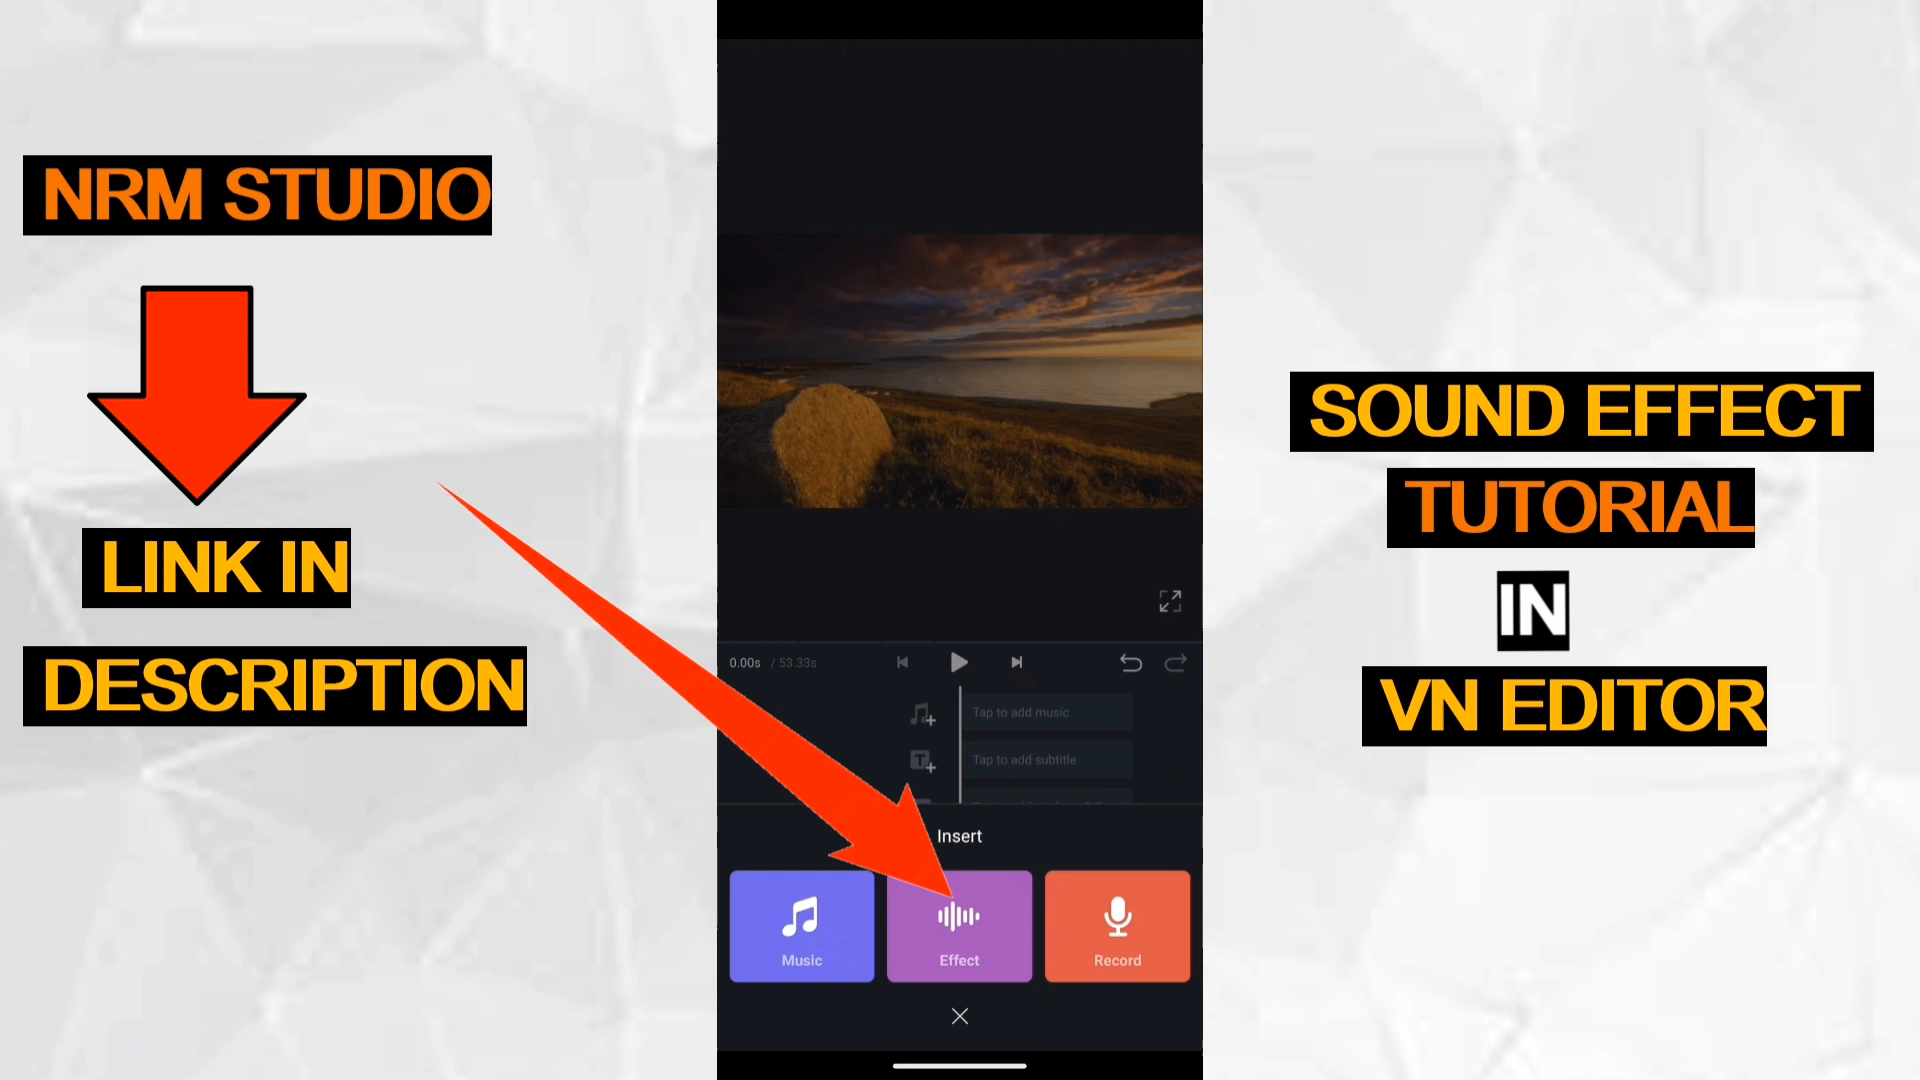 NRM STUDIO
LINK IN
DESCRIPTION
0.00s / 53.33s
Tap to add music
Tap to add subtitle
Insert
Music
Effect
Record
SOUND EFFECT
TUTORIAL
IN
VN EDITOR